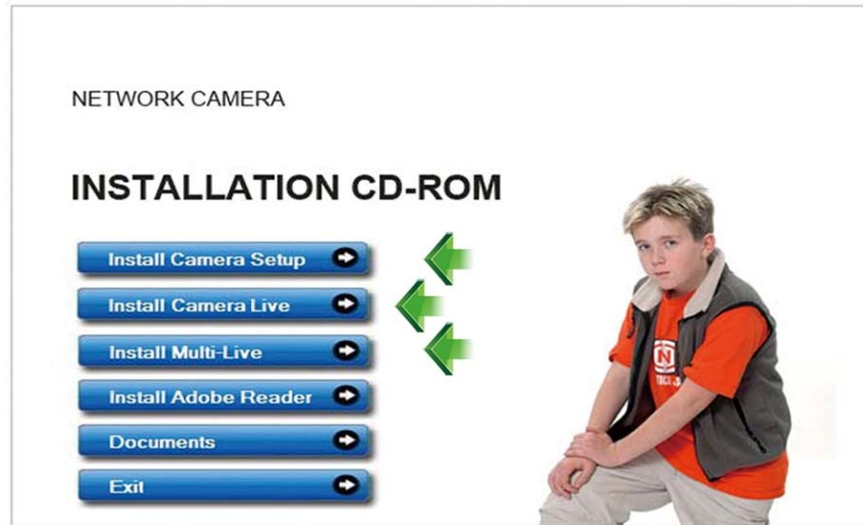 NETWORK CAMERA
INSTALLATION CD-ROM
Install Camera Setup
Install Camera Live
Install Multi-Live
Install Adobe Reader
Documents
Exit
N